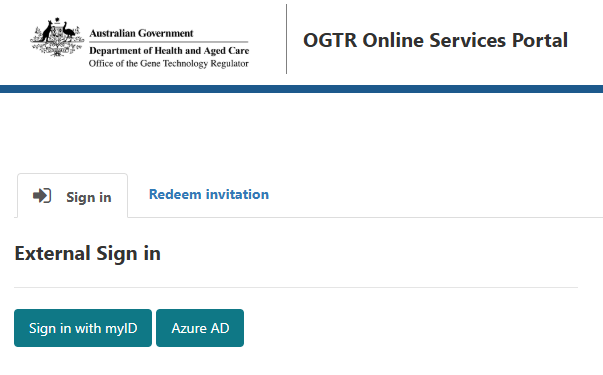 Australian Government
Department of Health and Aged Care
Office of the Gene Technology Regulator
OGTR Online Services Portal
Sign in
Redeem invitation
External Sign in
Sign in with myID
Azure AD